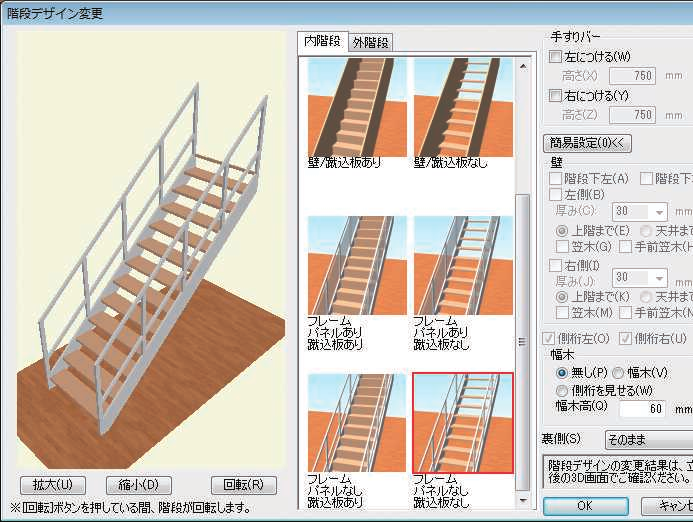 階段デザイン変更
内階段 外階段
壁/蹴込板あり 壁/蹴込板なし
フレーム
パネルあり
蹴込板あり
フレーム
パネルあり
蹴込板なし
フレーム
パネルなし
蹴込板あり
フレーム
パネルなし
蹴込板なし
拡大(U) 縮小(D) 回転(R)
※[回転]ボタンを押している間、階段が回転します。
手すりバー
左につける(W)
高さ(X) 750 mm
右につける(Y)
高さ(Z) 750 mm
簡易設定(0)<<
壁
階段下左(A) 階段下
左側(B)
厚み(C): 30 mm
上階まで(E) 天井ま
笠木(G) 手前笠木(H
右側(I)
厚み(J): 30 mm
上階まで(K) 天井ま
笠木(M) 手前笠木(N
側桁左(O) 側桁右(U)
幅木
無し(P) 幅木(V)
側桁を見せる(W)
幅木高(Q) 60 mm
裏側(S) そのまま
階段デザインの変更結果は、立
後の3D画面でご確認ください。
OK キャンセ